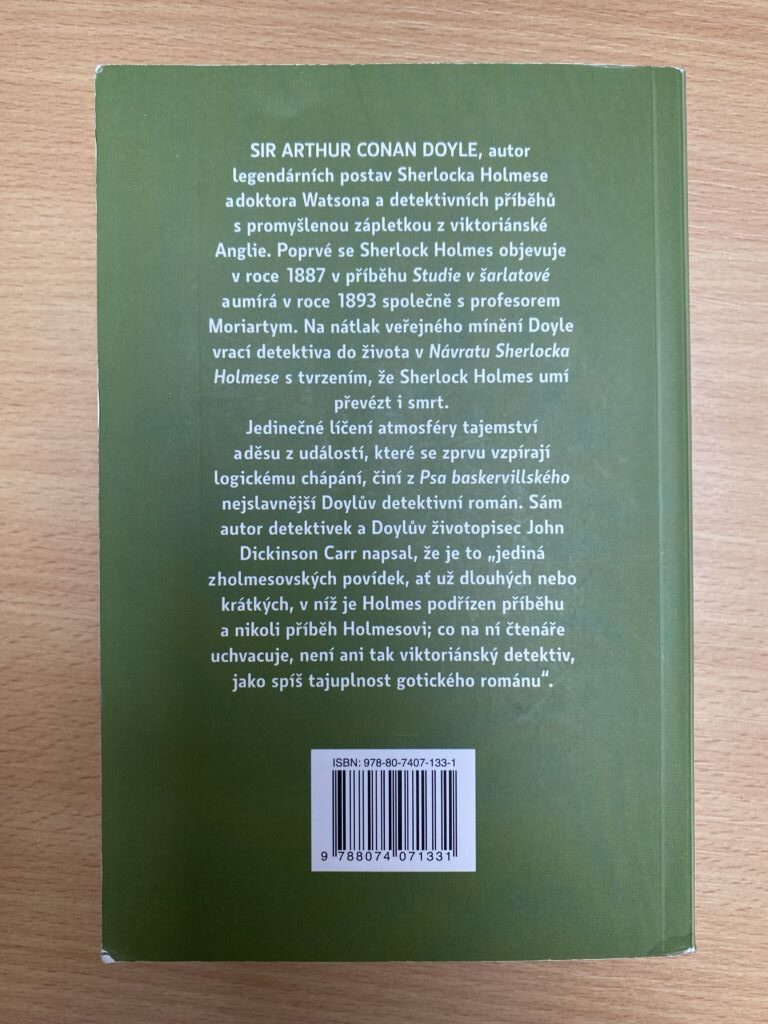 SIR ARTHUR CONAN DOYLE, autor
legendárních postav Sherlocka Holmese
a doktora Watsona a detektivních příběhů
s promyšlenou zápletkou z viktoriánské
Anglie. Poprvé se Sherlock Holmes objevuje
v roce 1887 v příběhu Studie v šarlatové
a umírá v roce 1893 společně s profesorem
Moriartym. Na nátlak veřejného mínění Doyle
vrací detektiva do života v Návratu Sherlocka
Holmese s tvrzením, že Sherlock Holmes umí
převézt i smrt.
Jedinečné líčení atmosféry tajemství
a děsu z událostí, které se zprvu vzpírají
logickému chápání, činí z Psa baskervillského
nejslavnější Doylův detektivní román. Sám
autor detektivek a Doylův životopisec John
Dickinson Carr napsal, že je to „jediná
z holmesovských povídek, ať už dlouhých nebo
krátkých, v níž je Holmes podřízen příběhu
a nikoli příběh Holmesovi; co na ní čtenáře
uchvacuje, není ani tak viktoriánský detektiv,
jako spíš tajuplnost gotického románu“.
ISBN: 978-80-7407-133-1
9 788074 071331